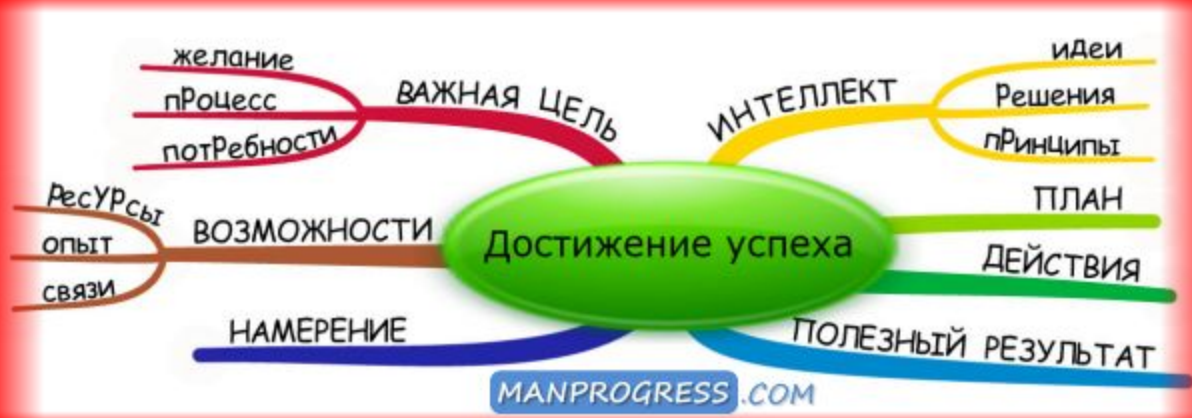 ВАЖНАЯ ЦЕЛЬ
желание
пРоцесс
потРебности
ВОЗМОЖНОСТИ
РесУРсы
опыт
связи
НАМЕРЕНИЕ
Достижение успеха
ИНТЕЛЛЕКТ
идеи
Решения
пРинципы
ПЛАН
ДЕЙСТВИЯ
ПОЛЕЗНЫЙ РЕЗУЛЬТАТ
MANPROGRESS.COM